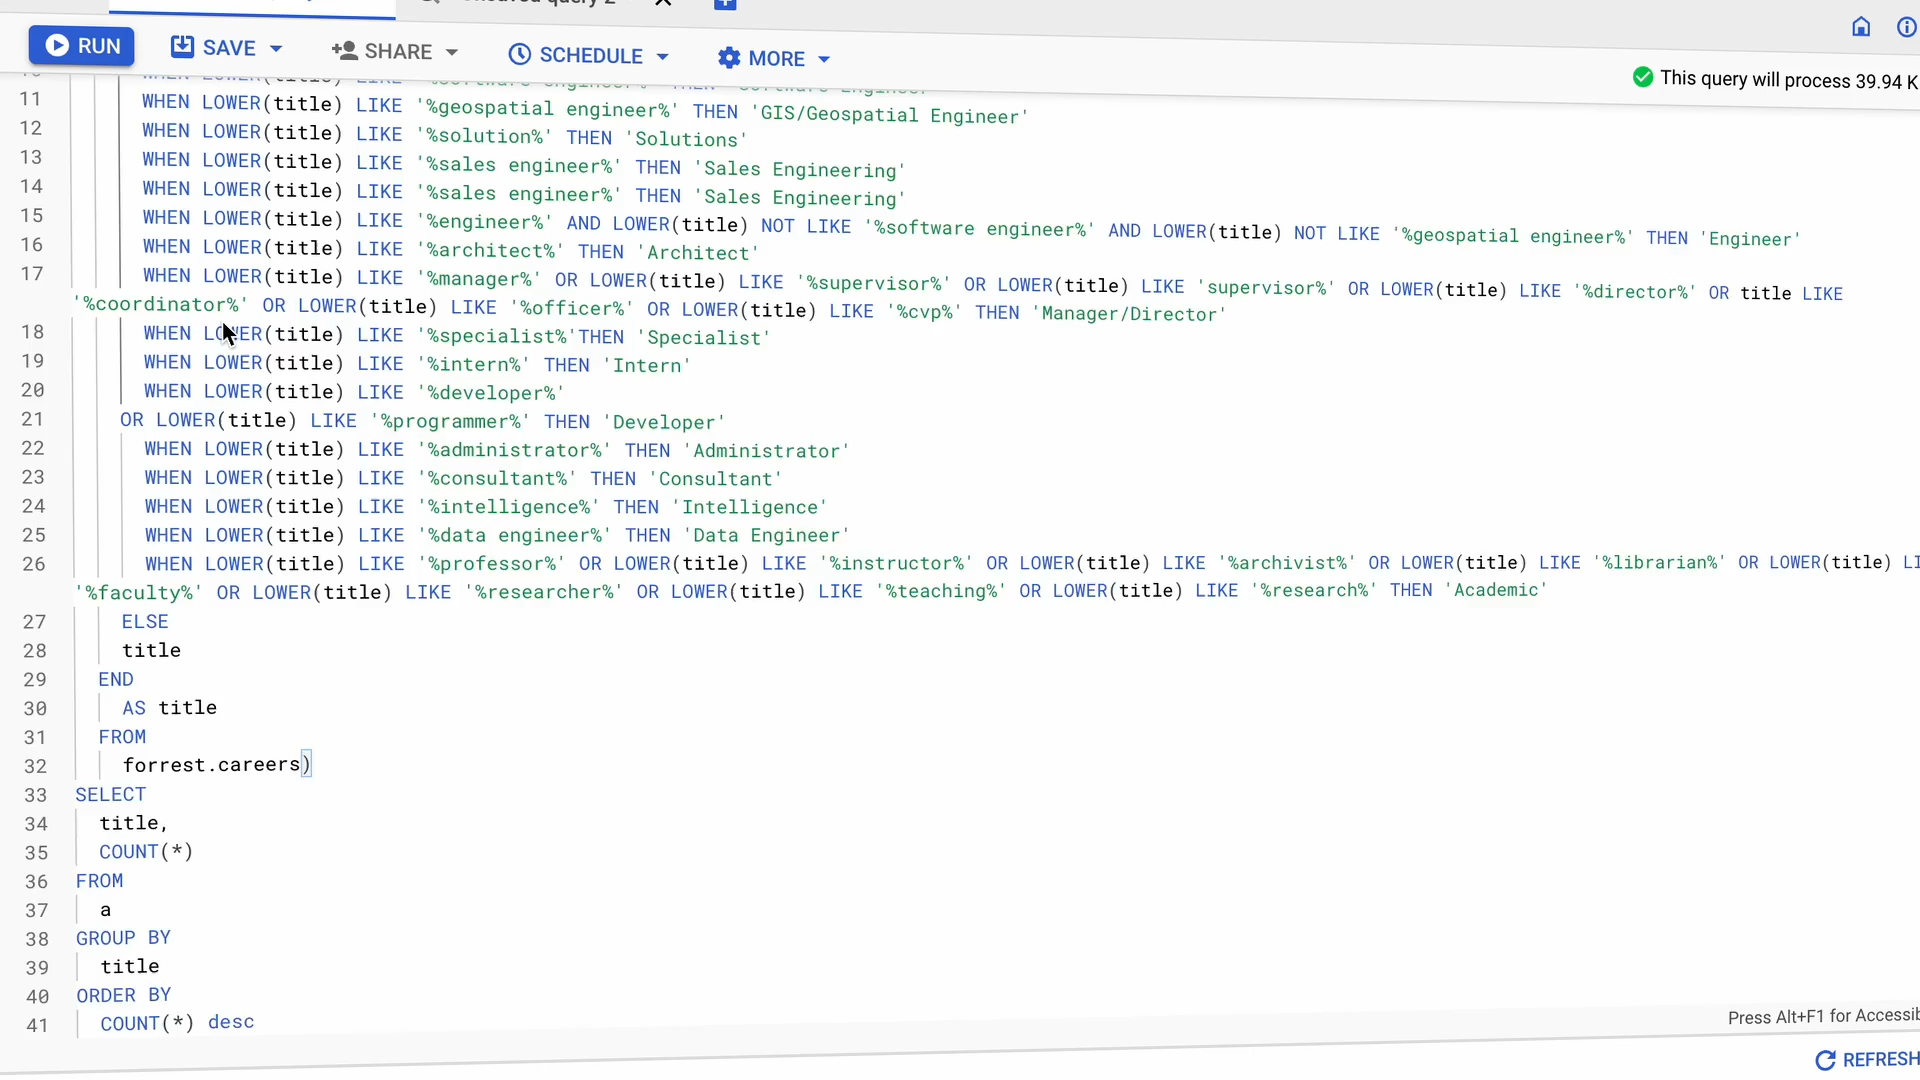 Unsaved query 2
RUN SAVE SHARE SCHEDULE MORE
This query will process 39.94 K
11 WHEN LOWER(title) LIKE '%geospatial engineer%' THEN 'GIS/Geospatial Engineer'
12 WHEN LOWER(title) LIKE '%solution%' THEN 'Solutions'
13 WHEN LOWER(title) LIKE '%sales engineer%' THEN 'Sales Engineering'
14 WHEN LOWER(title) LIKE '%sales engineer%' THEN 'Sales Engineering'
15 WHEN LOWER(title) LIKE '%engineer%' AND LOWER(title) NOT LIKE '%software engineer%' AND LOWER(title) NOT LIKE '%geospatial engineer%' THEN 'Engineer'
16 WHEN LOWER(title) LIKE '%architect%' THEN 'Architect'
17 WHEN LOWER(title) LIKE '%manager%' OR LOWER(title) LIKE '%supervisor%' OR LOWER(title) LIKE 'supervisor%' OR LOWER(title) LIKE '%director%' OR title LIKE
'%coordinator%' OR LOWER(title) LIKE '%officer%' OR LOWER(title) LIKE '%cvp%' THEN 'Manager/Director'
18 WHEN LOWER(title) LIKE '%specialist%'THEN 'Specialist'
19 WHEN LOWER(title) LIKE '%intern%' THEN 'Intern'
20 WHEN LOWER(title) LIKE '%developer%'
21 OR LOWER(title) LIKE '%programmer%' THEN 'Developer'
22 WHEN LOWER(title) LIKE '%administrator%' THEN 'Administrator'
23 WHEN LOWER(title) LIKE '%consultant%' THEN 'Consultant'
24 WHEN LOWER(title) LIKE '%intelligence%' THEN 'Intelligence'
25 WHEN LOWER(title) LIKE '%data engineer%' THEN 'Data Engineer'
26 WHEN LOWER(title) LIKE '%professor%' OR LOWER(title) LIKE '%instructor%' OR LOWER(title) LIKE '%archivist%' OR LOWER(title) LIKE '%librarian%' OR LOWER(title) LI
'%faculty%' OR LOWER(title) LIKE '%researcher%' OR LOWER(title) LIKE '%teaching%' OR LOWER(title) LIKE '%research%' THEN 'Academic'
27 ELSE
28 title
29 END
30 AS title
31 FROM
32 forrest.careers)
33 SELECT
34 title,
35 COUNT(*)
36 FROM
37 a
38 GROUP BY
39 title
40 ORDER BY
41 COUNT(*) desc
Press Alt+F1 for Accessib
REFRESH